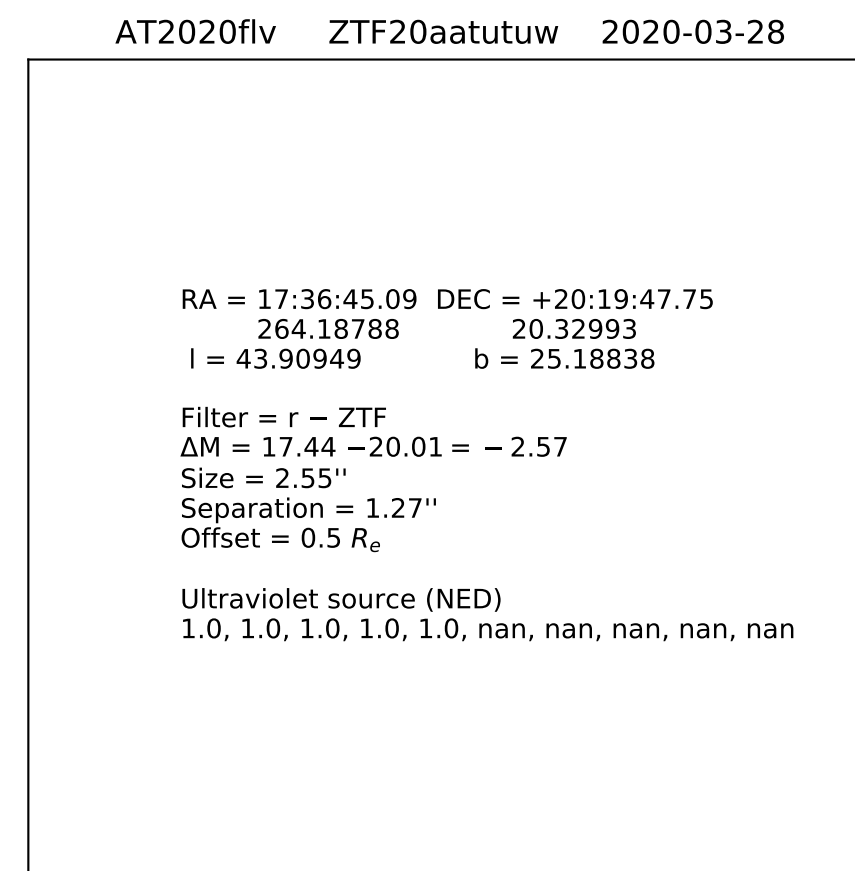 AT2020flv ZTF20aatutuw 2020-03-28
RA = 17:36:45.09 DEC = +20:19:47.75
264.18788 20.32993
l = 43.90949 b = 25.18838
Filter = r − ZTF
ΔM = 17.44 −20.01 = −2.57
Size = 2.55''
Separation = 1.27''
Offset = 0.5 Re
Ultraviolet source (NED)
1.0, 1.0, 1.0, 1.0, 1.0, nan, nan, nan, nan, nan